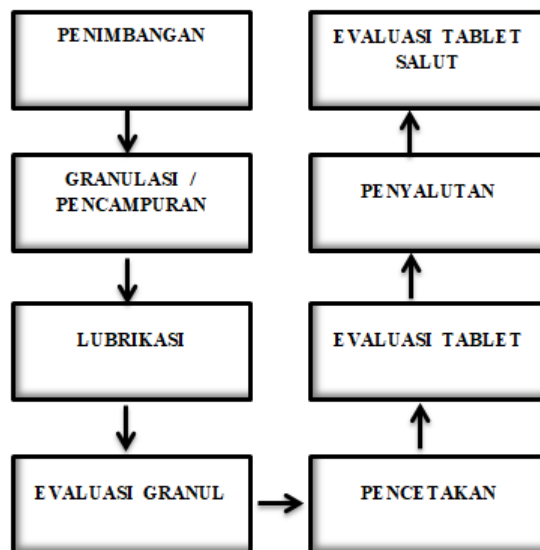 PENIMBANGAN
GRANULASI /
PENCAMPURAN
LUBRIKASI
EVALUASI GRANUL
PENCETAKAN
EVALUASI TABLET
PENYALUTAN
EVALUASI TABLET
SALUT